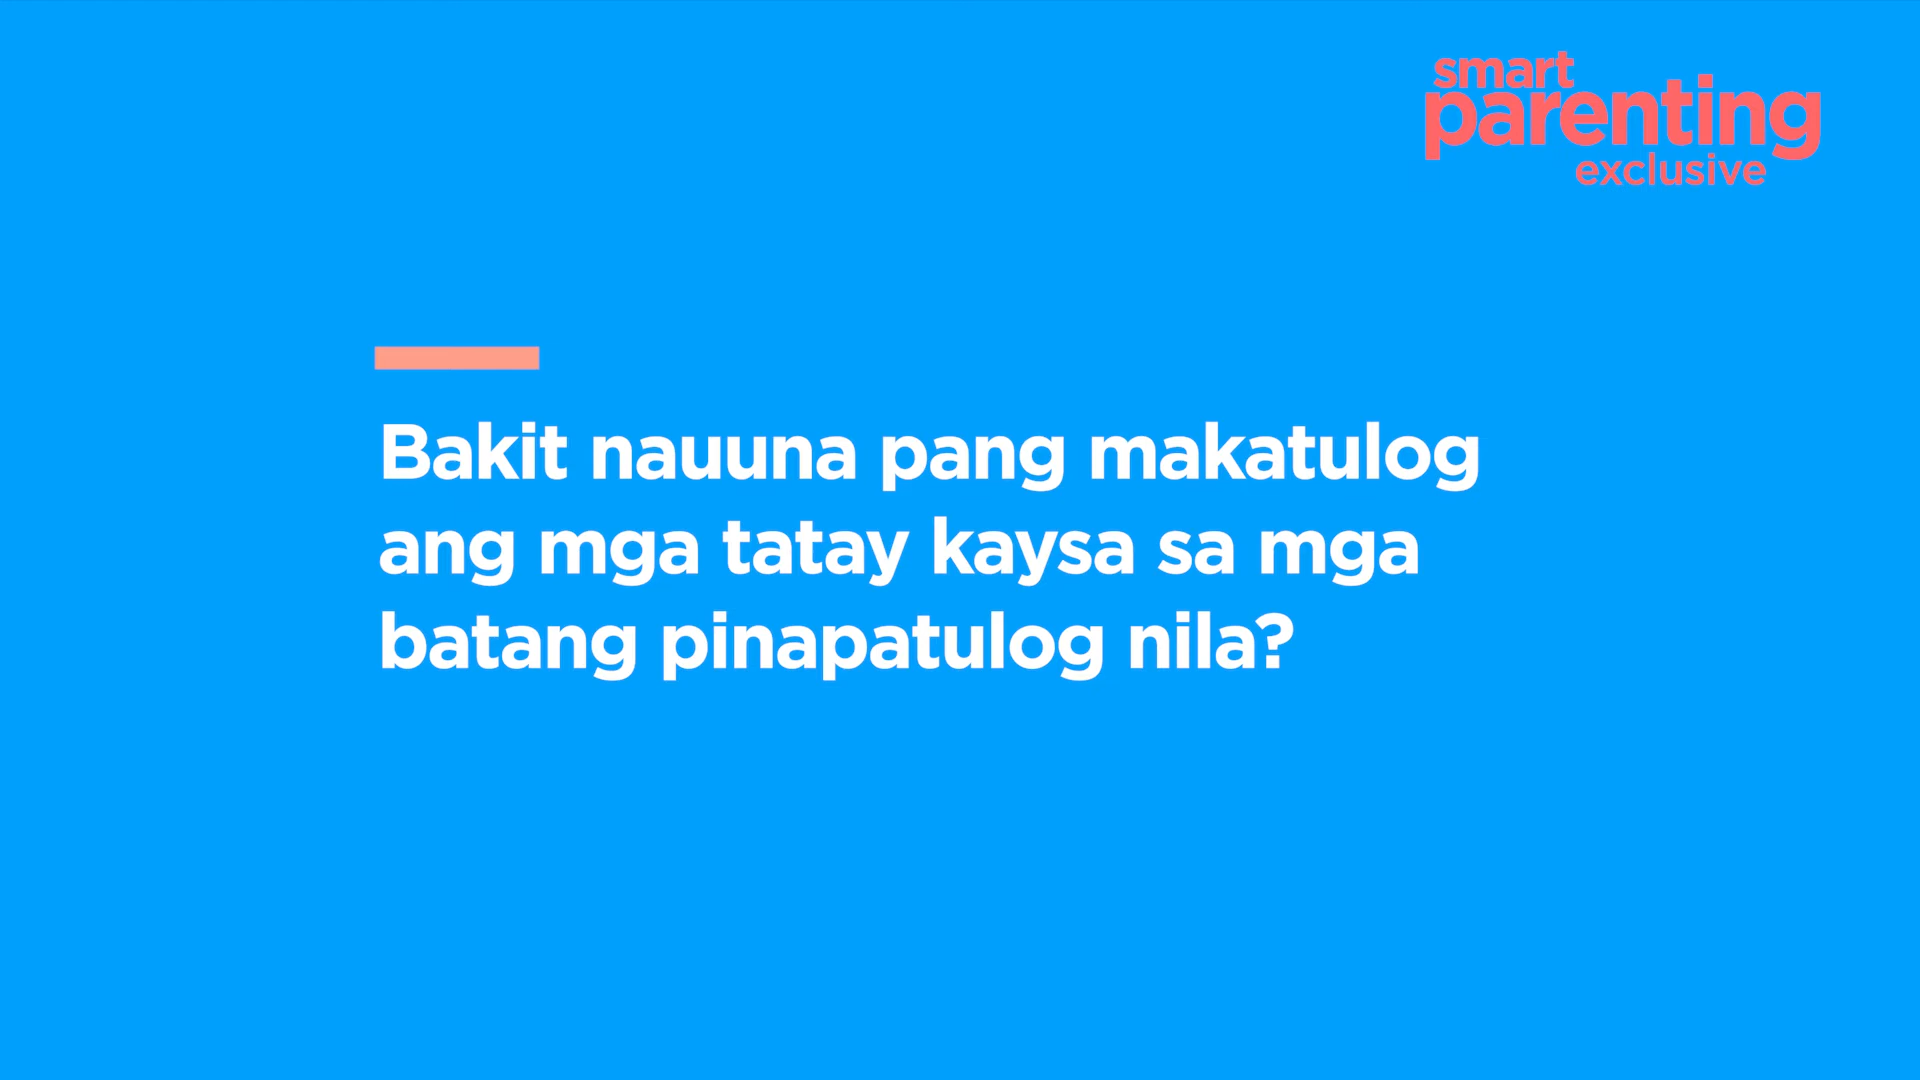 smart
parenting
exclusive
Bakit nauuna pang makatulog
ang mga tatay kaysa sa mga
batang pinapatulog nila?